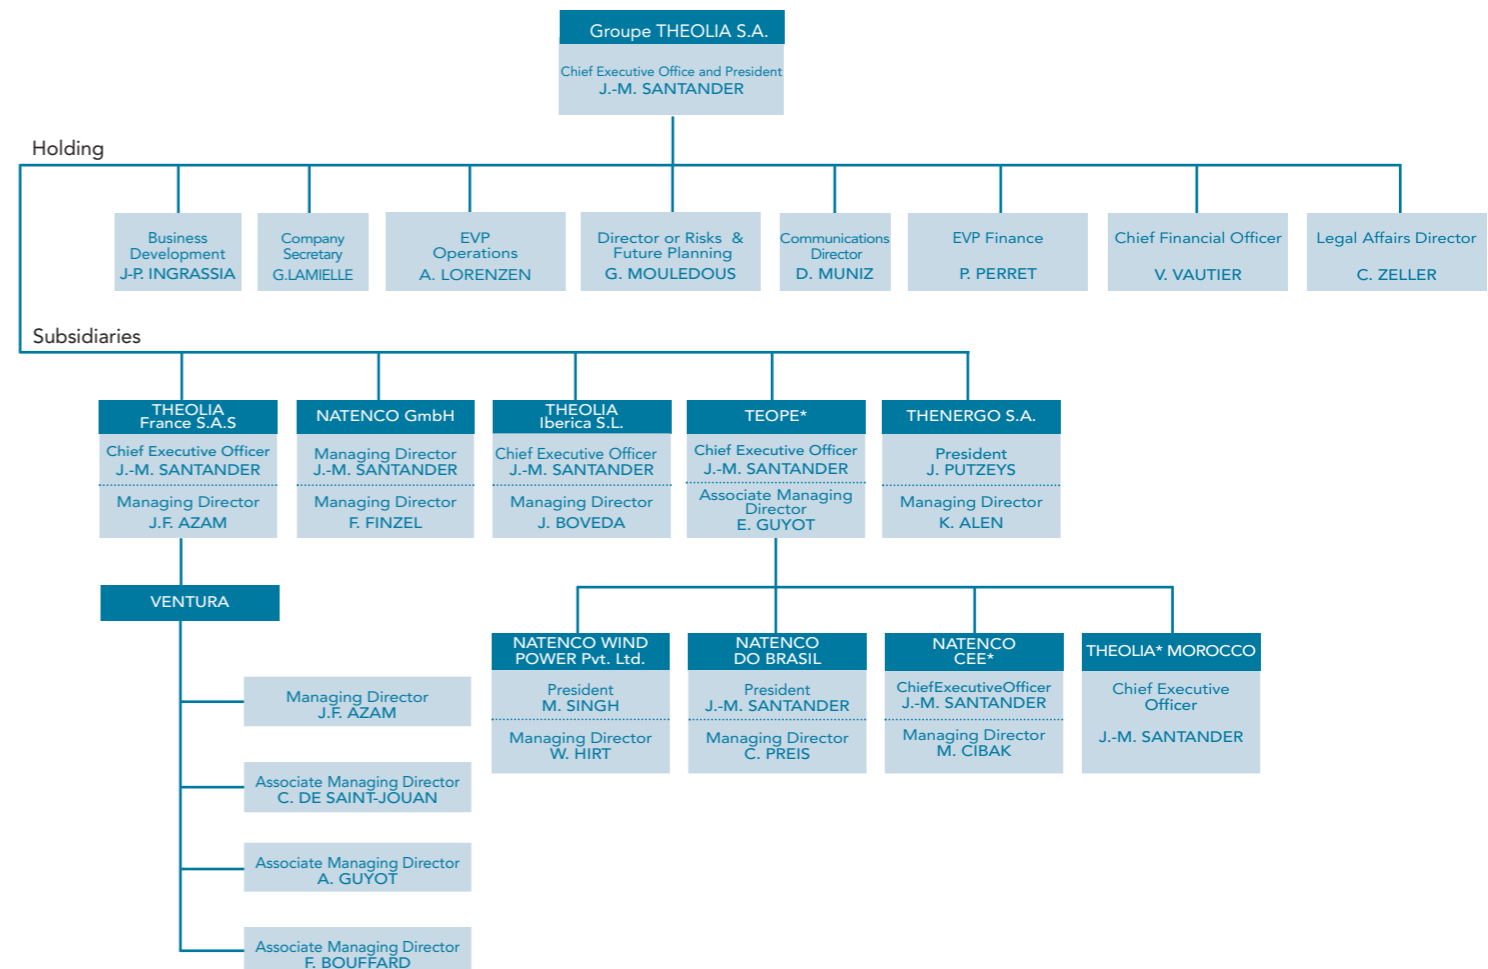 Groupe THEOLIA S.A.
Chief Executive Office and President
J.-M. SANTANDER
Holding
Business
Development
J-P. INGRASSIA
Company
Secretary
G.LAMIELLE
EVP
Operations
A. LORENZEN
Director or Risks &
Future Planning
G. MOULEDOUS
Communications
Director
D. MUNIZ
EVP Finance
P. PERRET
Chief Financial Officer
V. VAUTIER
Legal Affairs Director
C. ZELLER
Subsidiaries
THEOLIA
France S.A.S
Chief Executive Officer
J.-M. SANTANDER
Managing Director
J.F. AZAM
NATENCO GmbH
Managing Director
J.-M. SANTANDER
Managing Director
F. FINZEL
THEOLIA
Iberica S.L.
Chief Executive Officer
J.-M. SANTANDER
Managing Director
J. BOVEDA
TEOPE*
Chief Executive Officer
J.-M. SANTANDER
Associate Managing
Director
E. GUYOT
THENERGO S.A.
President
J. PUTZEYS
Managing Director
K. ALEN
VENTURA
Managing Director
J.F. AZAM
Associate Managing Director
C. DE SAINT-JOUAN
Associate Managing Director
A. GUYOT
Associate Managing Director
F. BOUFFARD
NATENCO WIND
POWER Pvt. Ltd.
President
M. SINGH
Managing Director
W. HIRT
NATENCO
DO BRASIL
President
J.-M. SANTANDER
Managing Director
C. PREIS
NATENCO
CEE*
ChiefExecutiveOfficer
J.-M. SANTANDER
Managing Director
M. CIBAK
THEOLIA* MOROCCO
Chief Executive
Officer
J.-M. SANTANDER